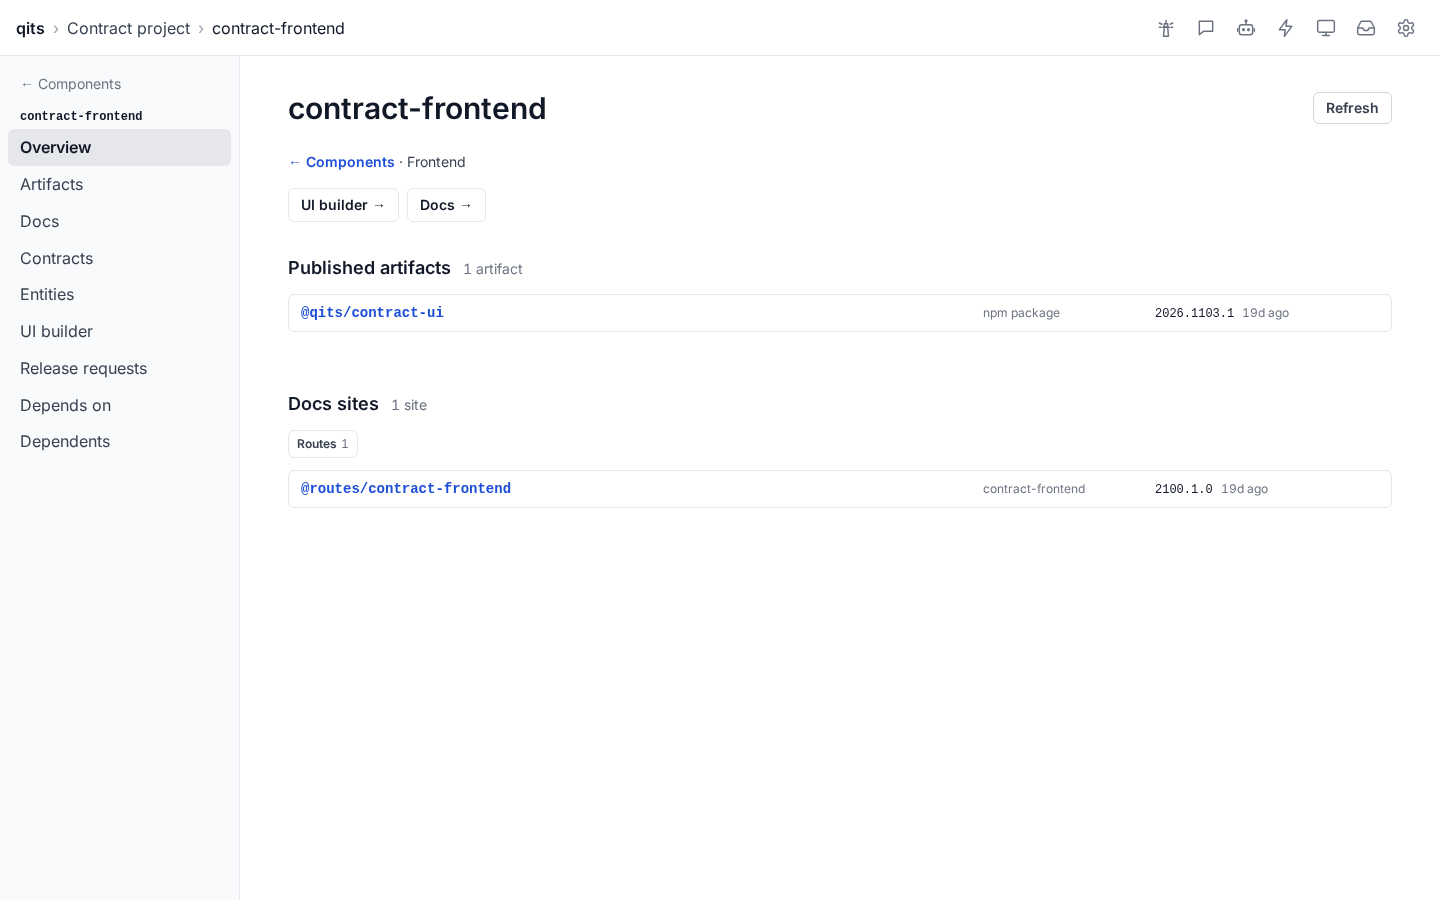 qits › Contract project › contract-frontend
← Components
contract-frontend
Overview
Artifacts
Docs
Contracts
Entities
UI builder
Release requests
Depends on
Dependents
contract-frontend
Refresh
← Components · Frontend
UI builder → Docs →
Published artifacts 1 artifact
@qits/contract-ui npm package 2026.1103.1 19d ago
Docs sites 1 site
Routes 1
@routes/contract-frontend contract-frontend 2100.1.0 19d ago